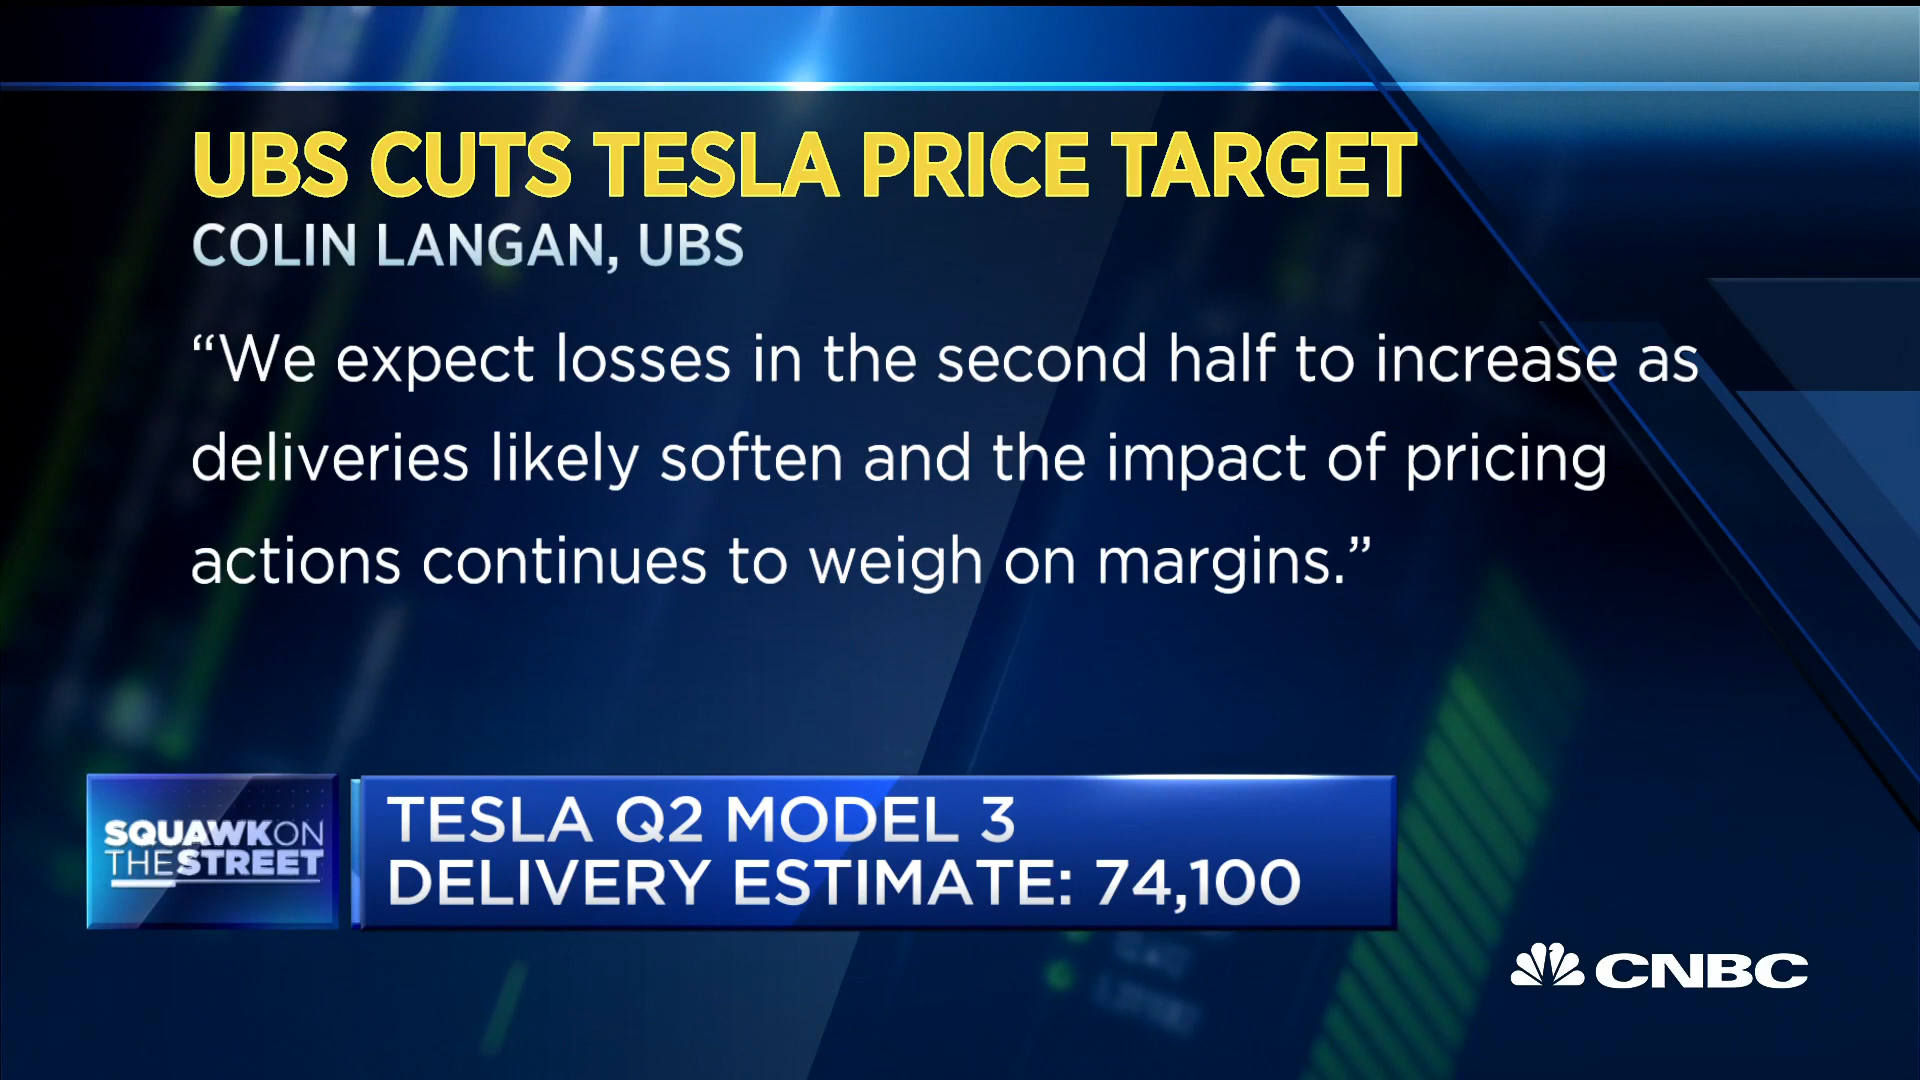 UBS CUTS TESLA PRICE TARGET
COLIN LANGAN, UBS
“We expect losses in the second half to increase as
deliveries likely soften and the impact of pricing
actions continues to weigh on margins.”
SQUAWK ON
THE STREET
TESLA Q2 MODEL 3
DELIVERY ESTIMATE: 74,100
CNBC